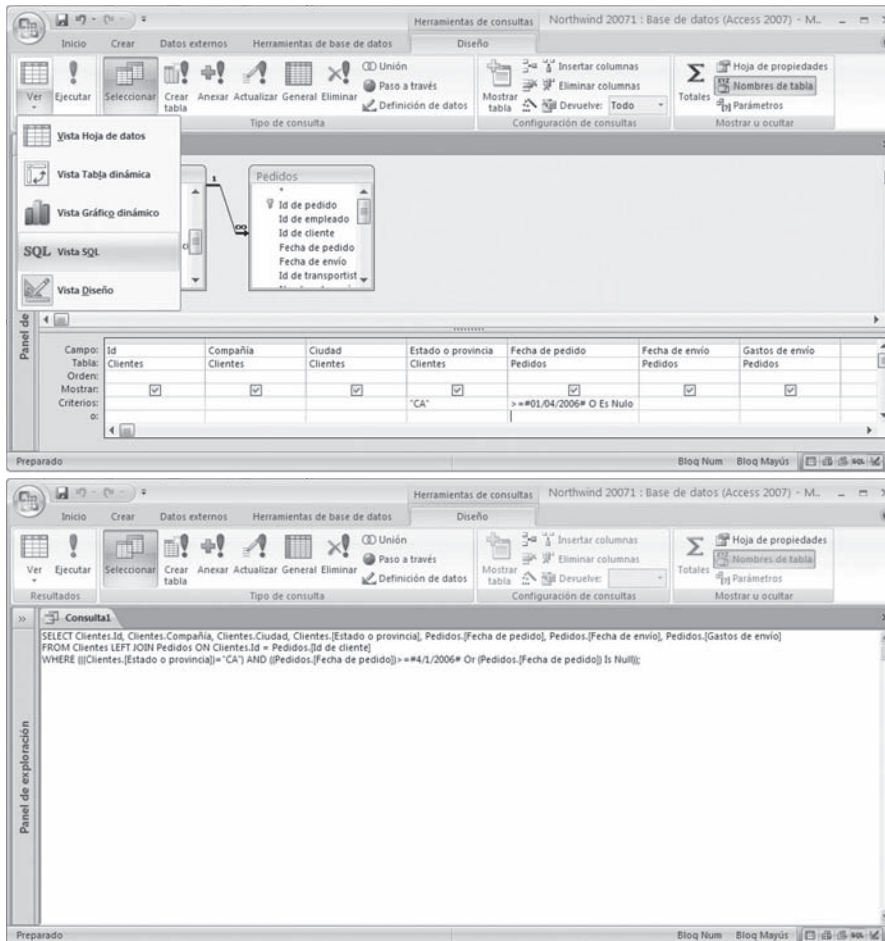 Herramientas de consultas Northwind 20071 : Base de datos (Access 2007) - M...
Inicio Crear Datos externos Herramientas de base de datos Diseño
Ver Ejecutar Seleccionar Crear tabla Anexar Actualizar General Eliminar
Unión
Paso a través
Definición de datos
Mostrar tabla
Insertar columnas
Eliminar columnas
Devuelve: Todo
Totales
Hoja de propiedades
Nombres de tabla
Parámetros
Tipo de consulta Configuración de consultas Mostrar u ocultar
Vista Hoja de datos
Vista Tabla dinámica
Vista Gráfico dinámico
SQL Vista SQL
Vista Diseño
1
∞
Pedidos
*
Id de pedido
Id de empleado
Id de cliente
Fecha de pedido
Fecha de envío
Id de transportist
Panel de
Campo: Id Compañía Ciudad Estado o provincia Fecha de pedido Fecha de envío Gastos de envío
Tabla: Clientes Clientes Clientes Clientes Pedidos Pedidos Pedidos
Orden:
Mostrar:
Criterios: "CA" >=#01/04/2006# O Es Nulo
o:
Preparado Bloq Num Bloq Mayús SQL
Herramientas de consultas Northwind 20071 : Base de datos (Access 2007) - M...
Inicio Crear Datos externos Herramientas de base de datos Diseño
Ver Ejecutar Seleccionar Crear tabla Anexar Actualizar General Eliminar
Unión
Paso a través
Definición de datos
Mostrar tabla
Insertar columnas
Eliminar columnas
Devuelve:
Totales
Hoja de propiedades
Nombres de tabla
Parámetros
Resultados Tipo de consulta Configuración de consultas Mostrar u ocultar
Consulta1
SELECT Clientes.Id, Clientes.Compañía, Clientes.Ciudad, Clientes.[Estado o provincia], Pedidos.[Fecha de pedido], Pedidos.[Fecha de envío], Pedidos.[Gastos de envío]
FROM Clientes LEFT JOIN Pedidos ON Clientes.Id = Pedidos.[Id de cliente]
WHERE (((Clientes.[Estado o provincia])="CA") AND ((Pedidos.[Fecha de pedido])>=#4/1/2006# Or (Pedidos.[Fecha de pedido]) Is Null));
Panel de exploración
Preparado Bloq Num Bloq Mayús SQL